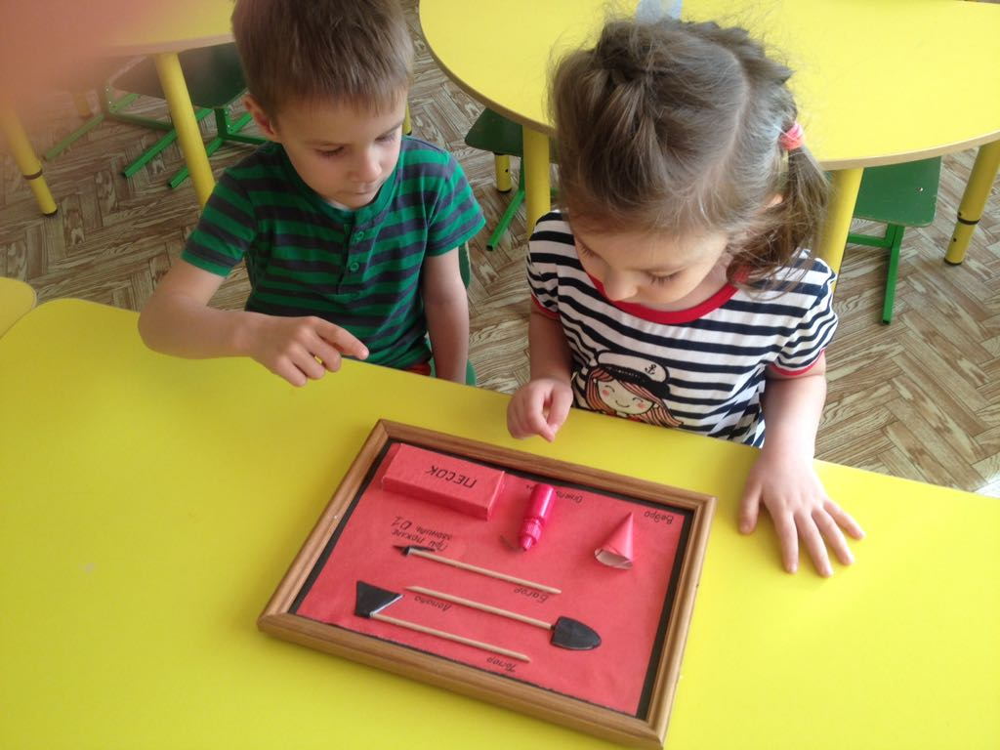 ПЕСОК
Ведро
При пожаре
звонить 01
Багор
Лопата
Топор